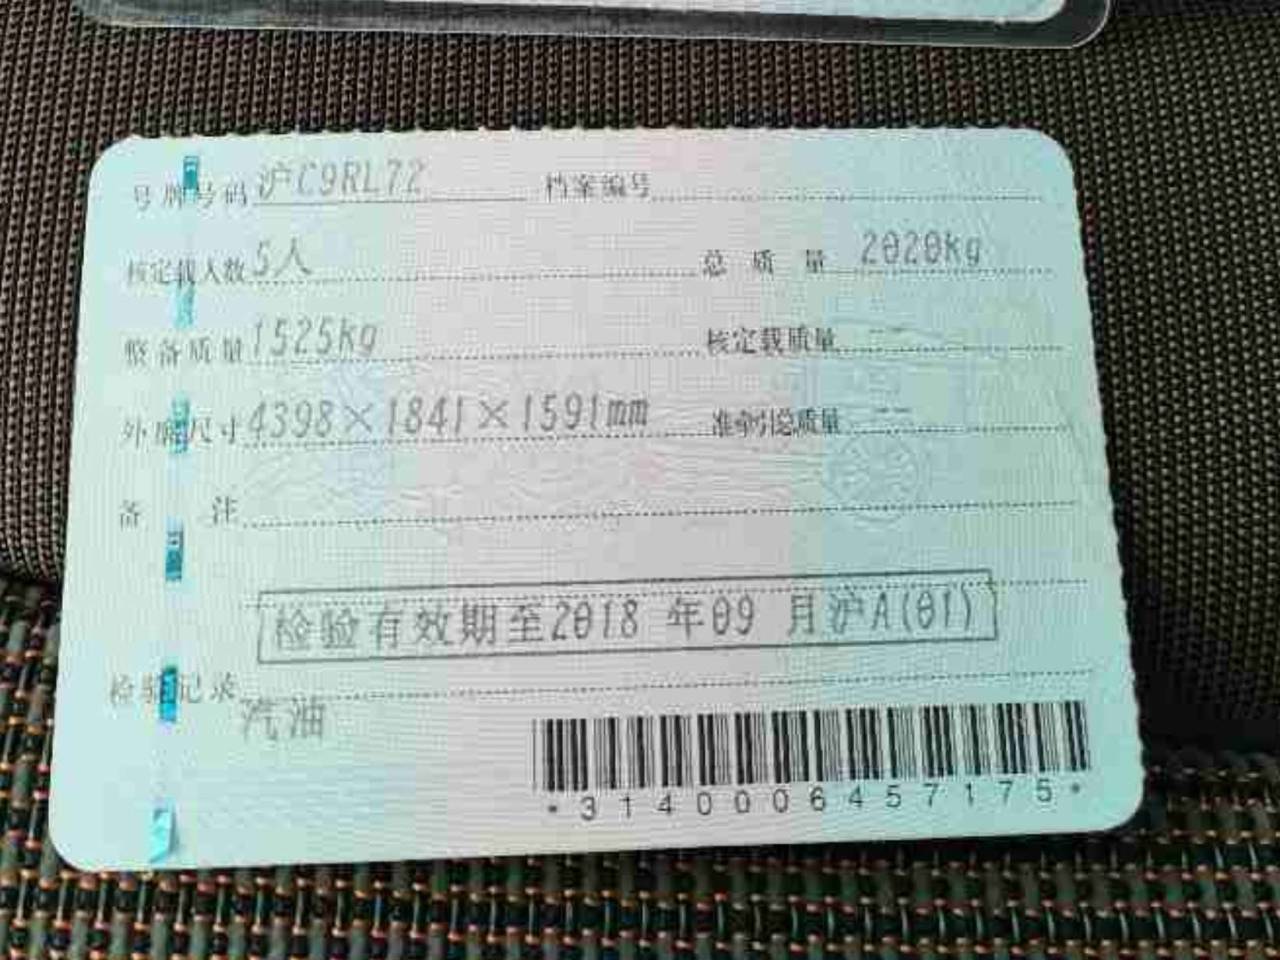 号牌号码 沪C9RL72 档案编号
核定载人数 5人 总质量 2020kg
整备质量 1525kg 核定载质量 --
外廓尺寸 4398×1841×1591mm 准牵引总质量 --
备注
检验有效期至2018 年09 月沪A(01)
检验记录
汽油
*3140006457175*